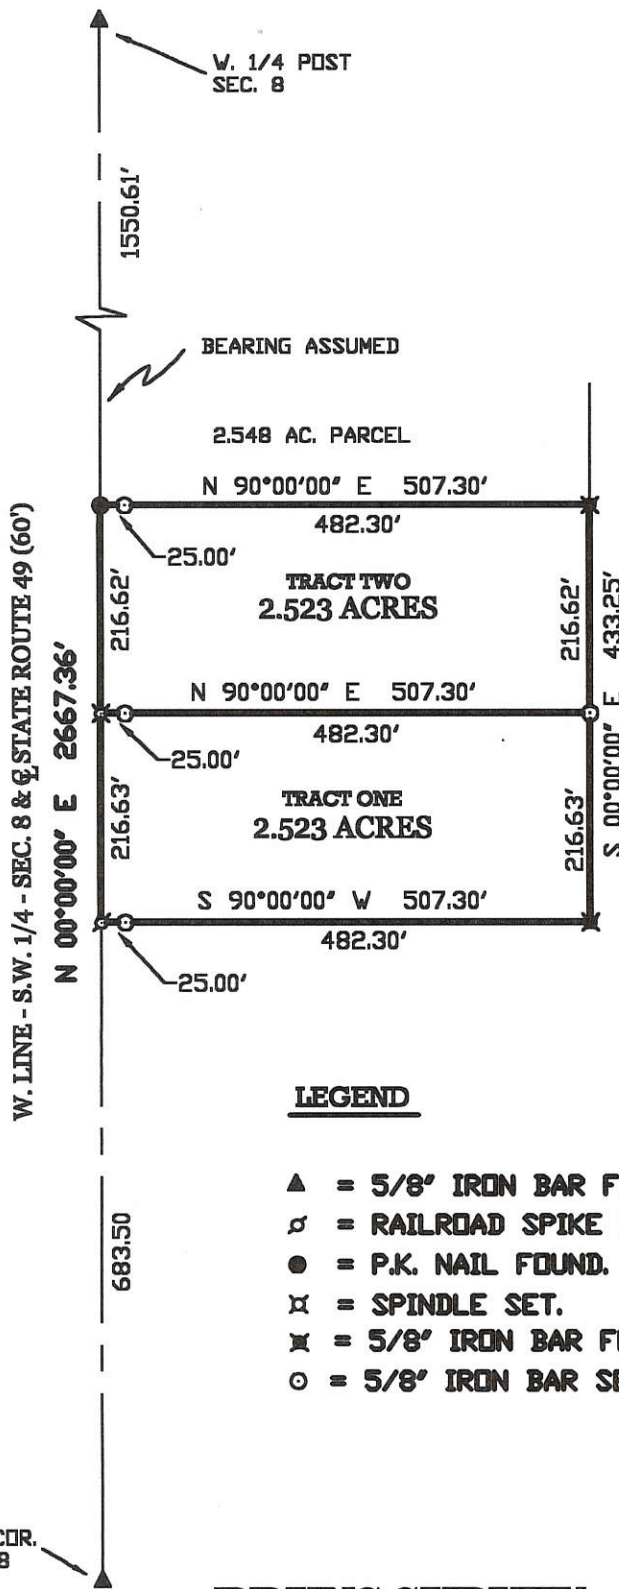 W. 1/4 POST
SEC. 8
1550.61'
BEARING ASSUMED
2.548 AC. PARCEL
N 90°00'00" E 507.30'
482.30'
25.00'
W. LINE - S.W. 1/4 - SEC. 8 & ℄ STATE ROUTE 49 (60')
N 00°00'00" E 2667.36'
216.62'
TRACT TWO
2.523 ACRES
216.62'
S 00°00'00" E 433.25'
N 90°00'00" E 507.30'
482.30'
25.00'
216.63'
TRACT ONE
2.523 ACRES
216.63'
S 90°00'00" W 507.30'
482.30'
25.00'
683.50
LEGEND
▲ = 5/8" IRON BAR F
= RAILROAD SPIKE
● = P.K. NAIL FOUND.
= SPINDLE SET.
= 5/8" IRON BAR F
⊙ = 5/8" IRON BAR SE
COR.
8